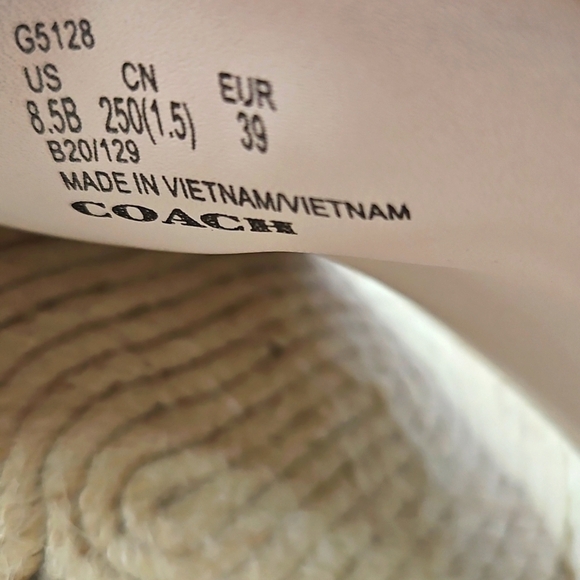 G5128
US CN EUR
8.5B 250(1.5) 39
B20/129
MADE IN VIETNAM/VIETNAM
COACH